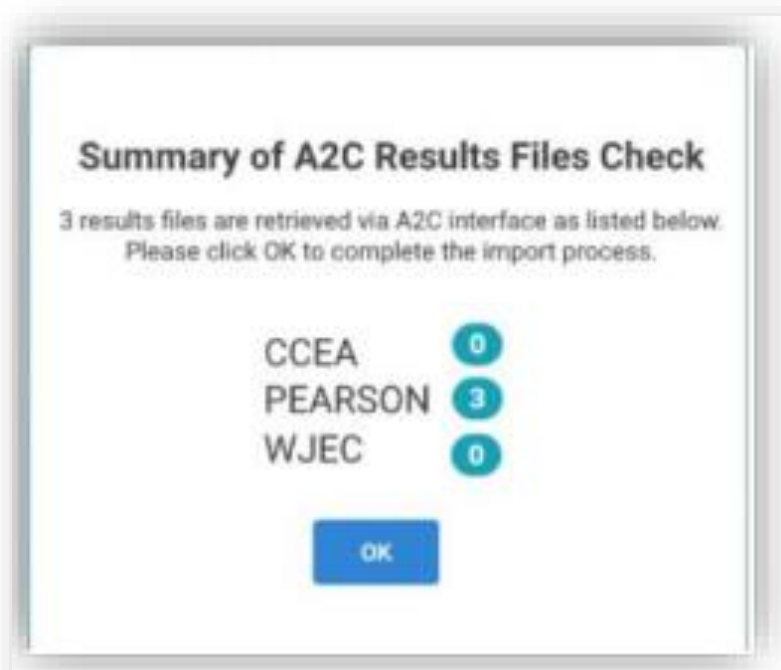 Summary of A2C Results Files Check
3 results files are retrieved via A2C interface as listed below.
Please click OK to complete the import process.
CCEA 0
PEARSON 3
WJEC 0
OK